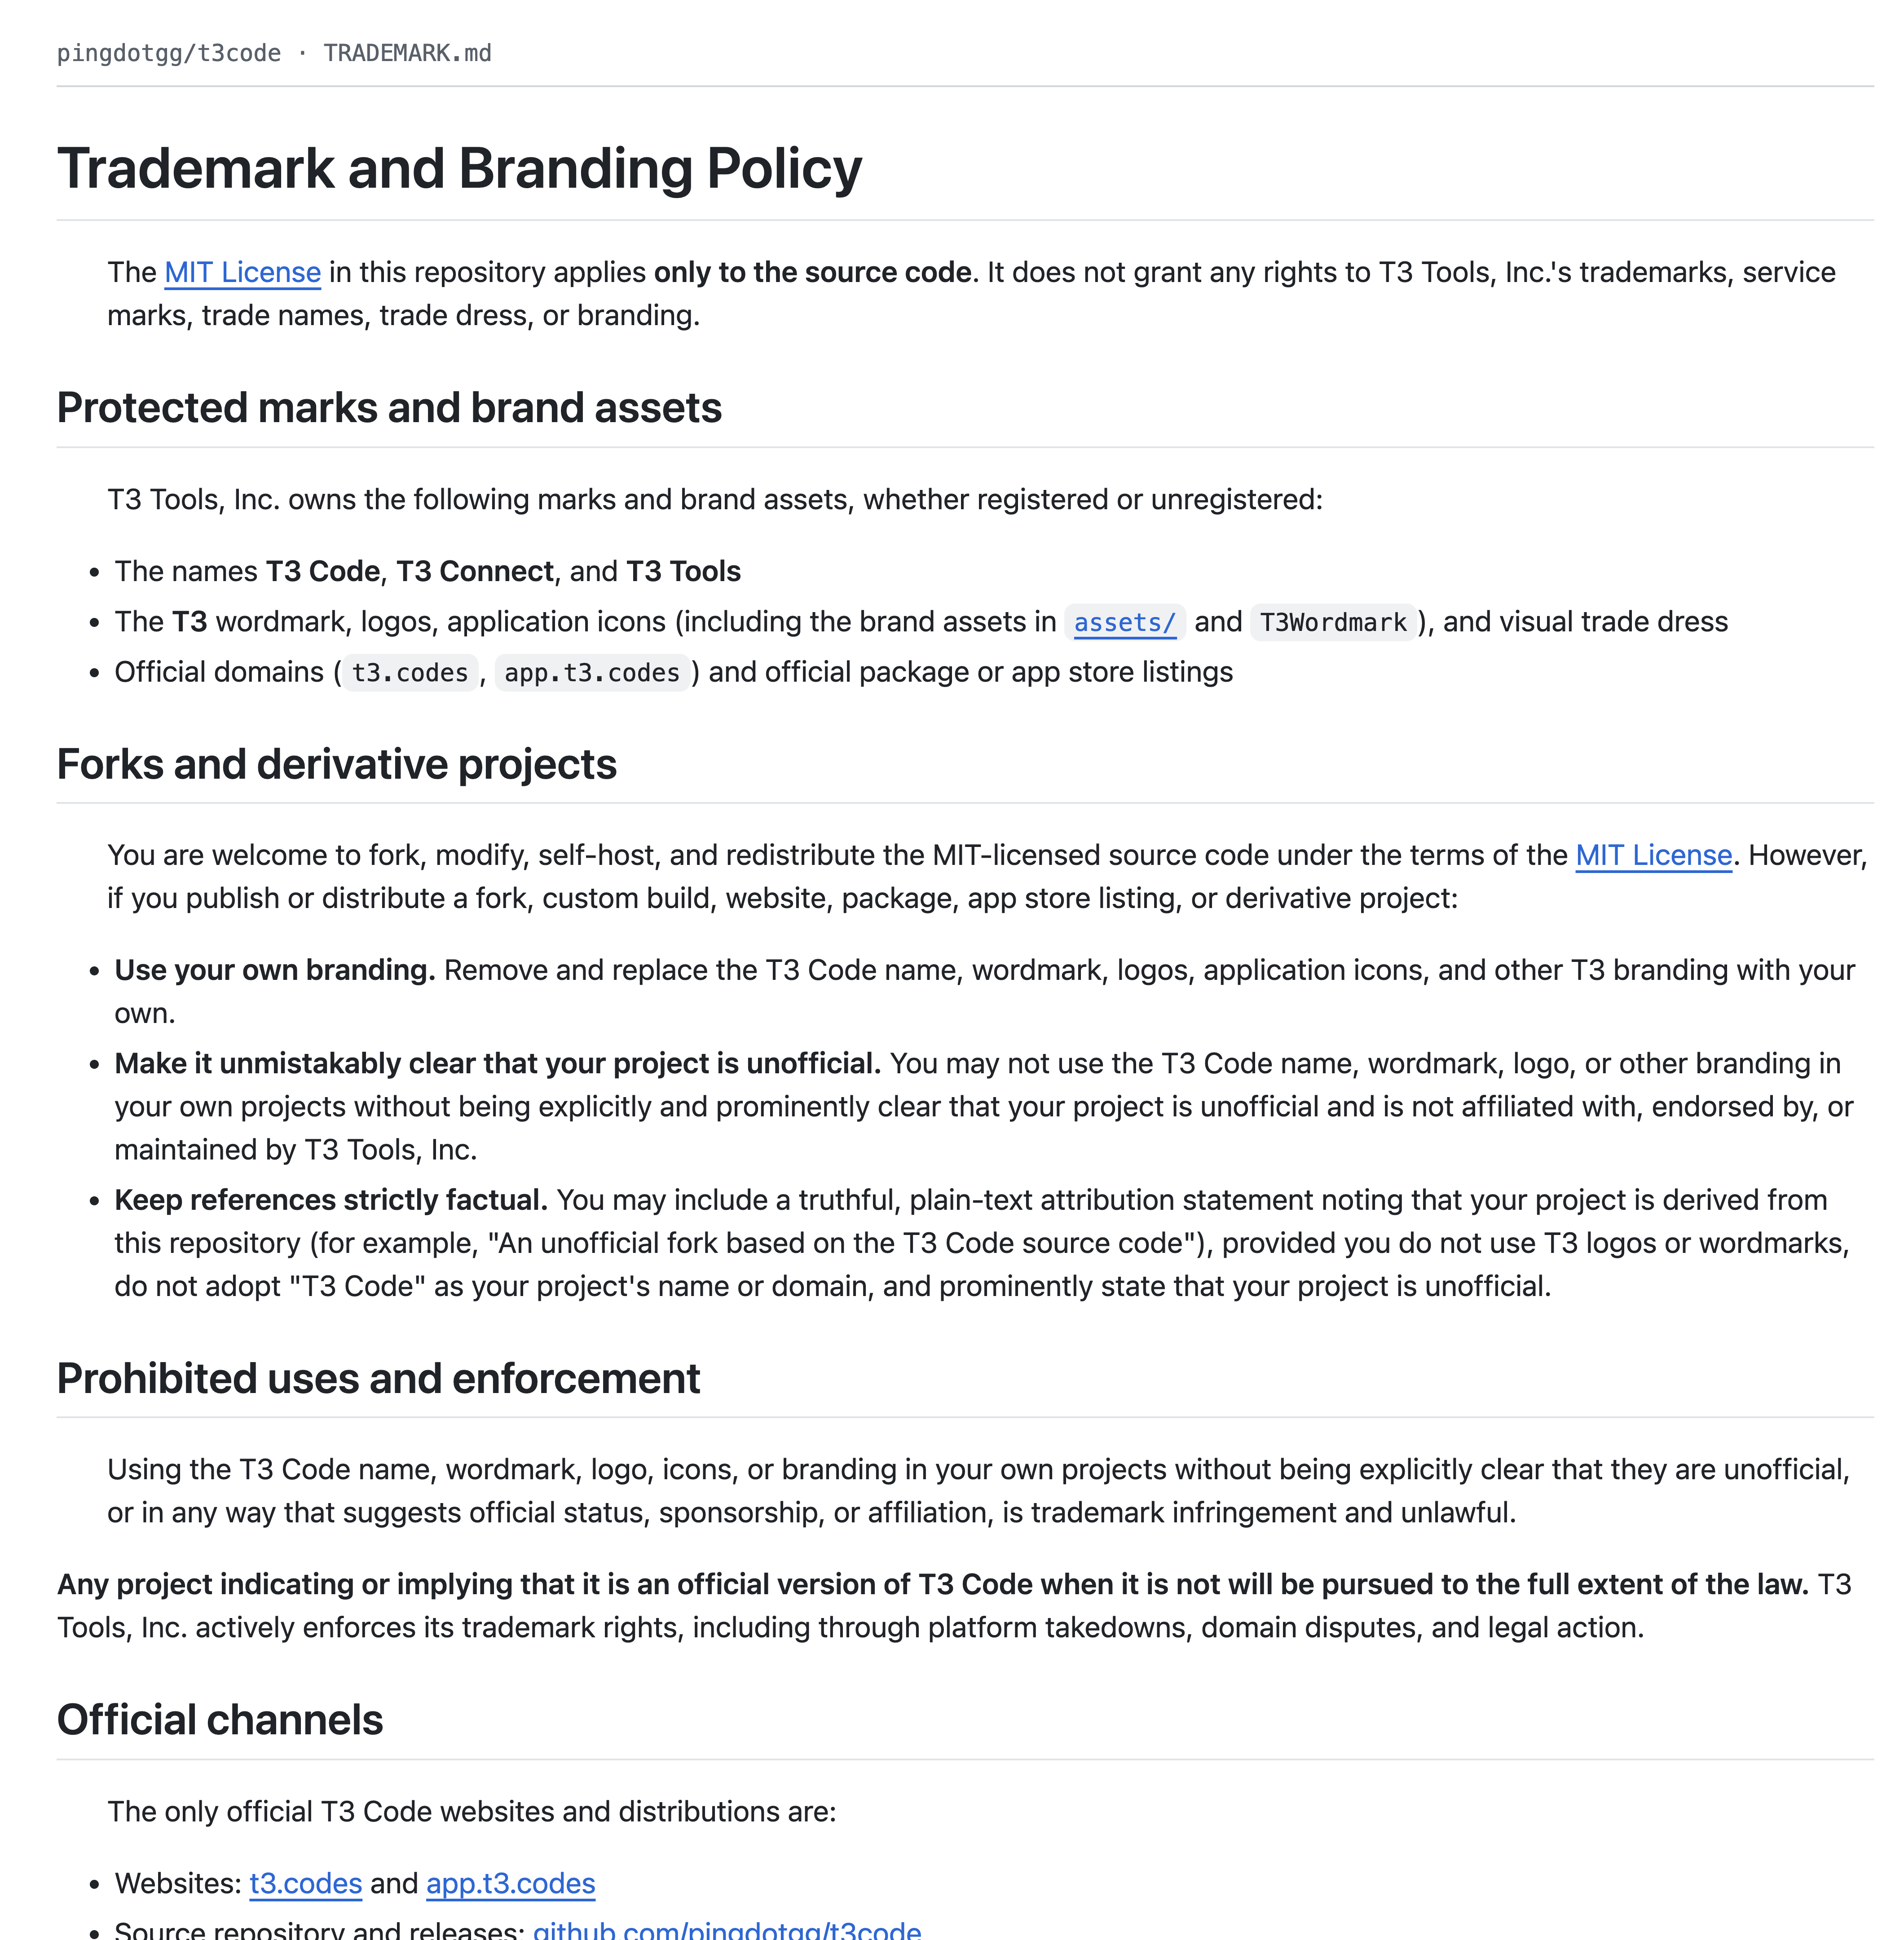 pingdotgg/t3code · TRADEMARK.md
Trademark and Branding Policy
The MIT License in this repository applies only to the source code. It does not grant any rights to T3 Tools, Inc.'s trademarks, service
marks, trade names, trade dress, or branding.
Protected marks and brand assets
T3 Tools, Inc. owns the following marks and brand assets, whether registered or unregistered:
• The names T3 Code, T3 Connect, and T3 Tools
• The T3 wordmark, logos, application icons (including the brand assets in assets/ and T3Wordmark), and visual trade dress
• Official domains (t3.codes, app.t3.codes) and official package or app store listings
Forks and derivative projects
You are welcome to fork, modify, self-host, and redistribute the MIT-licensed source code under the terms of the MIT License. However,
if you publish or distribute a fork, custom build, website, package, app store listing, or derivative project:
• Use your own branding. Remove and replace the T3 Code name, wordmark, logos, application icons, and other T3 branding with your
own.
• Make it unmistakably clear that your project is unofficial. You may not use the T3 Code name, wordmark, logo, or other branding in
your own projects without being explicitly and prominently clear that your project is unofficial and is not affiliated with, endorsed by, or
maintained by T3 Tools, Inc.
• Keep references strictly factual. You may include a truthful, plain-text attribution statement noting that your project is derived from
this repository (for example, "An unofficial fork based on the T3 Code source code"), provided you do not use T3 logos or wordmarks,
do not adopt "T3 Code" as your project's name or domain, and prominently state that your project is unofficial.
Prohibited uses and enforcement
Using the T3 Code name, wordmark, logo, icons, or branding in your own projects without being explicitly clear that they are unofficial,
or in any way that suggests official status, sponsorship, or affiliation, is trademark infringement and unlawful.
Any project indicating or implying that it is an official version of T3 Code when it is not will be pursued to the full extent of the law. T3
Tools, Inc. actively enforces its trademark rights, including through platform takedowns, domain disputes, and legal action.
Official channels
The only official T3 Code websites and distributions are:
• Websites: t3.codes and app.t3.codes
• Source repository and releases: github.com/pingdotgg/t3code